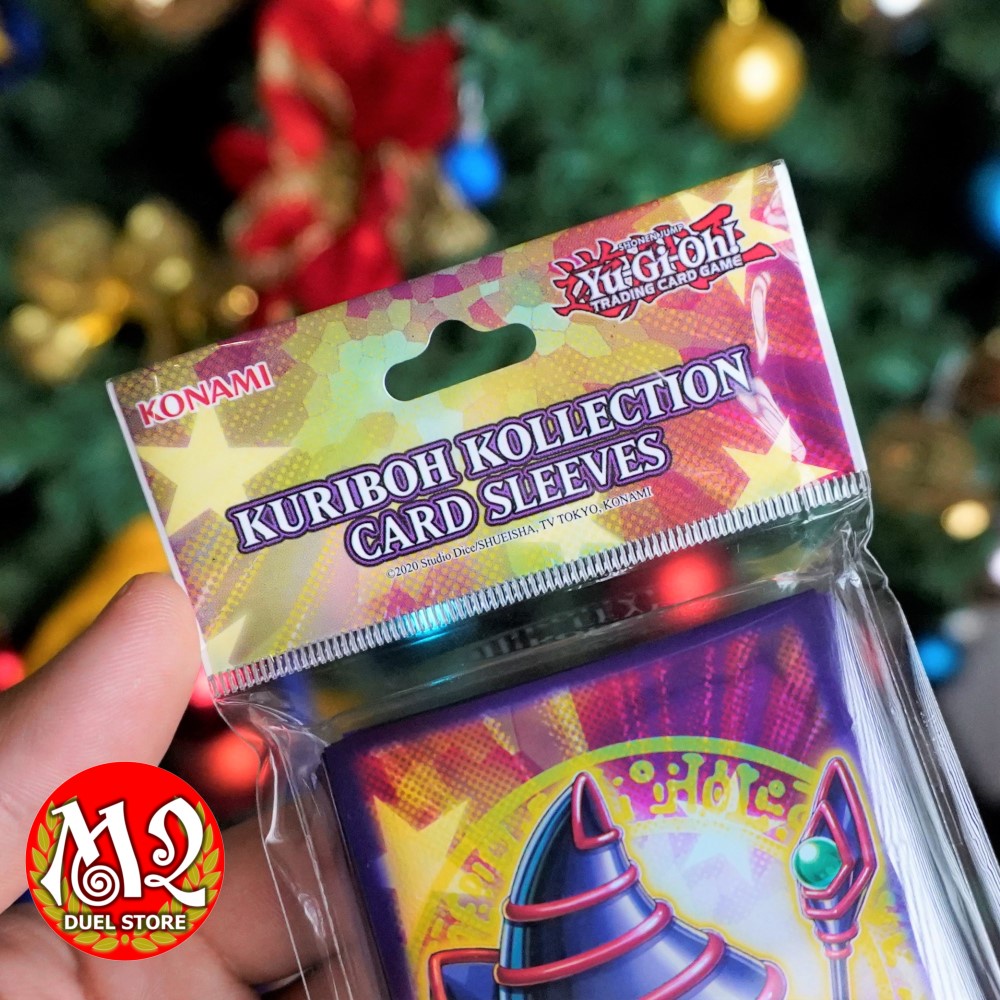 SHONEN JUMP
Yu-Gi-Oh!
TRADING CARD GAME
KONAMI
KURIBOH KOLLECTION
CARD SLEEVES
©2020 Studio Dice/SHUEISHA, TV TOKYO, KONAMI
M2
DUEL STORE